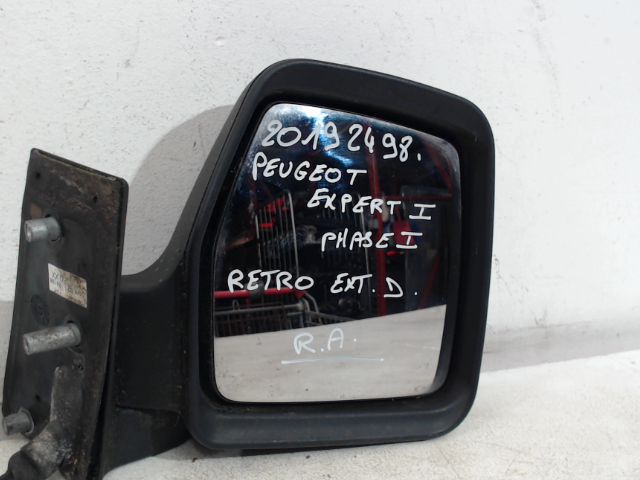 20192498.
PEUGEOT
EXPERT I
PHASE I
RETRO EXT. D.
R.A.